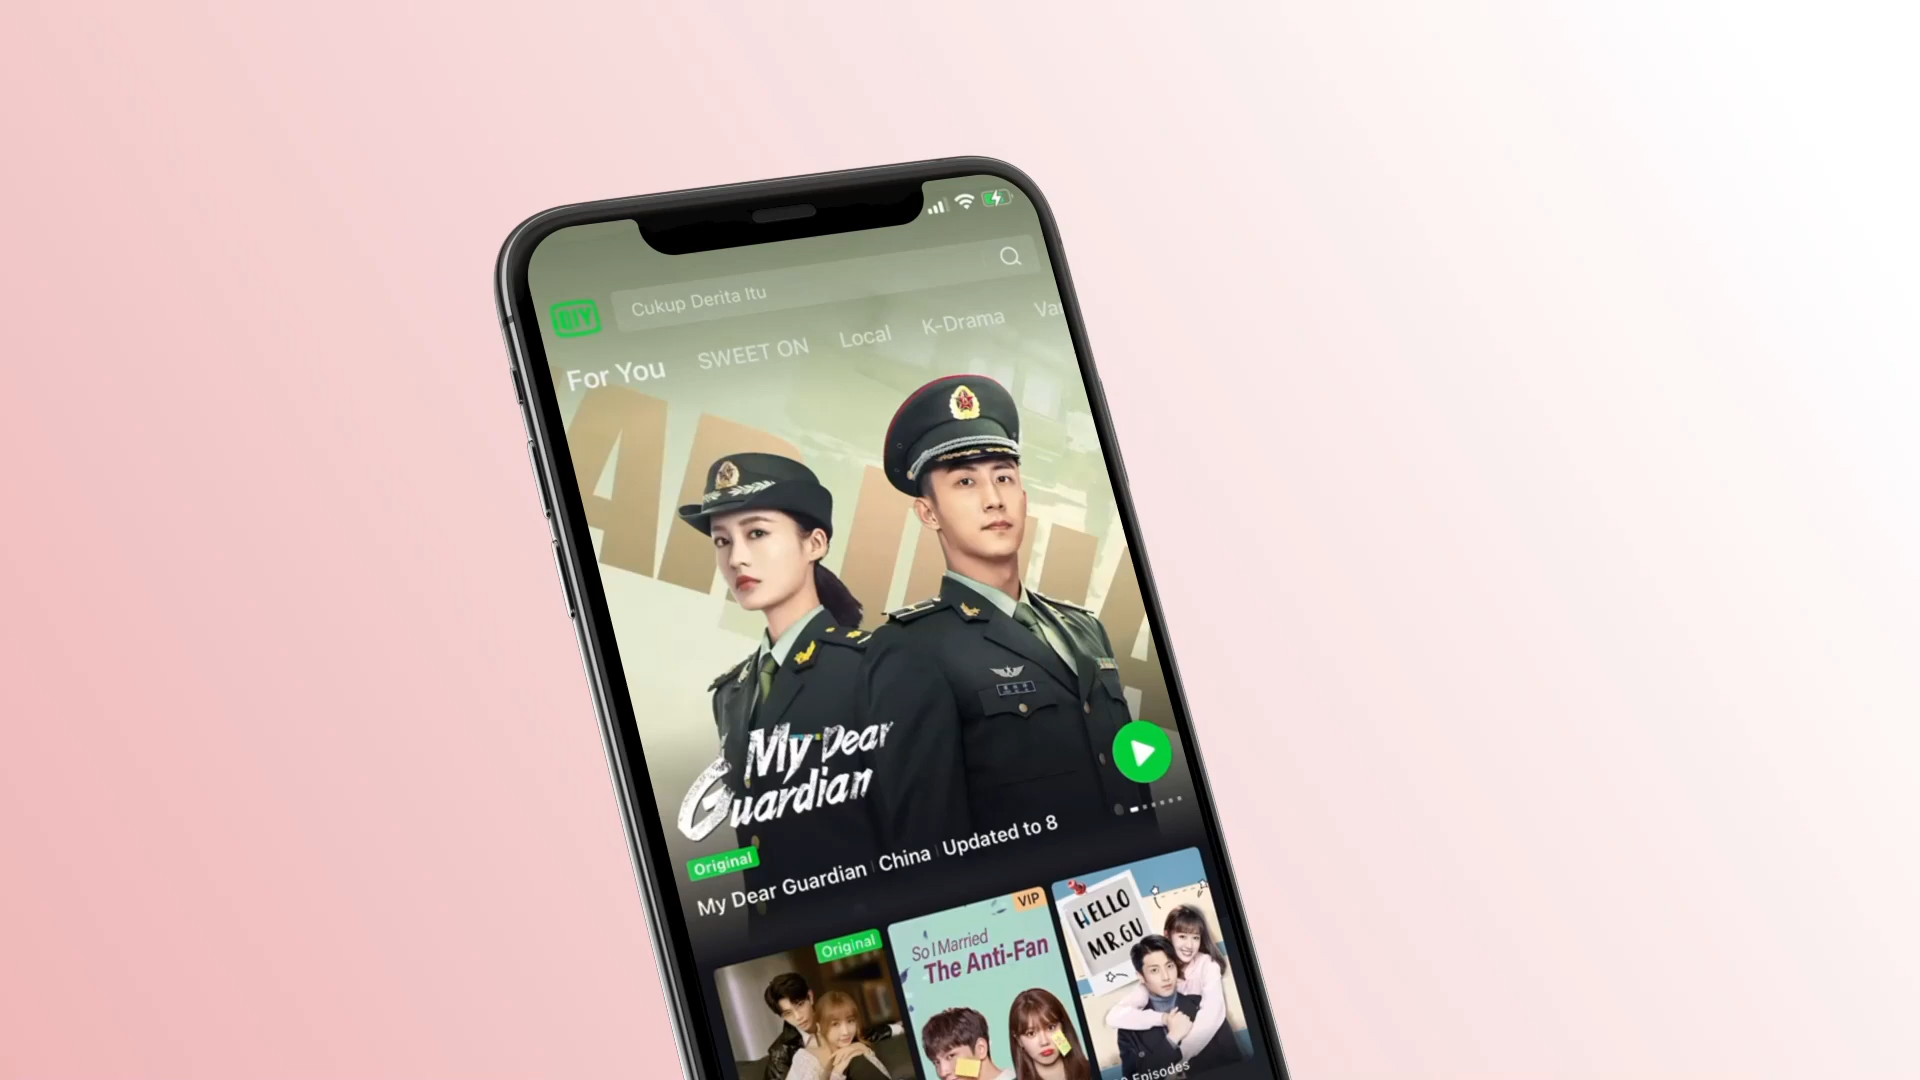 QIY
Cukup Derita Itu
For You
SWEET ON
Local
K-Drama
My Dear
Guardian
Original
My Dear Guardian | China | Updated to 8
Original
VIP
So I Married
The Anti-Fan
HELLO
MR.GU
Episodes